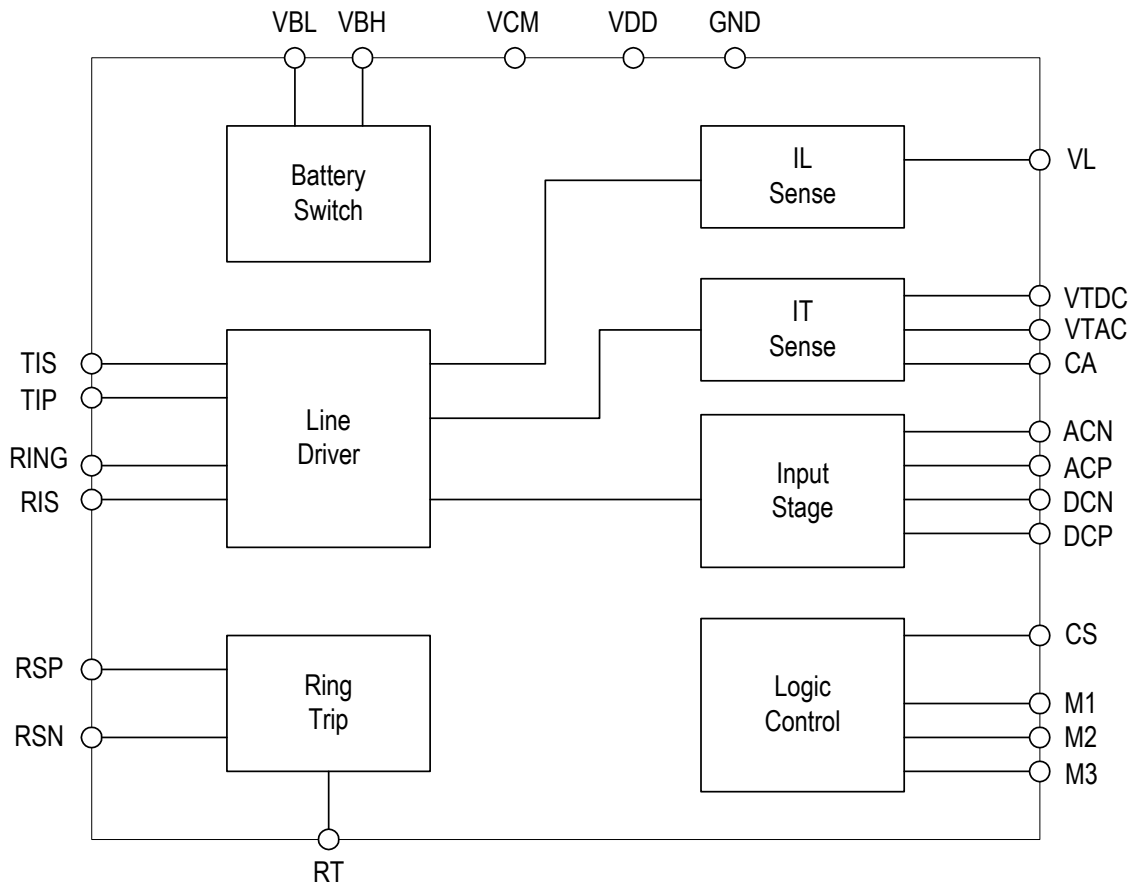 VBL VBH VCM VDD GND
Battery
Switch
IL
Sense
VL
IT
Sense
VTDC
VTAC
CA
TIS
TIP
RING
RIS
Line
Driver
Input
Stage
ACN
ACP
DCN
DCP
RSP
RSN
Ring
Trip
Logic
Control
CS
M1
M2
M3
RT